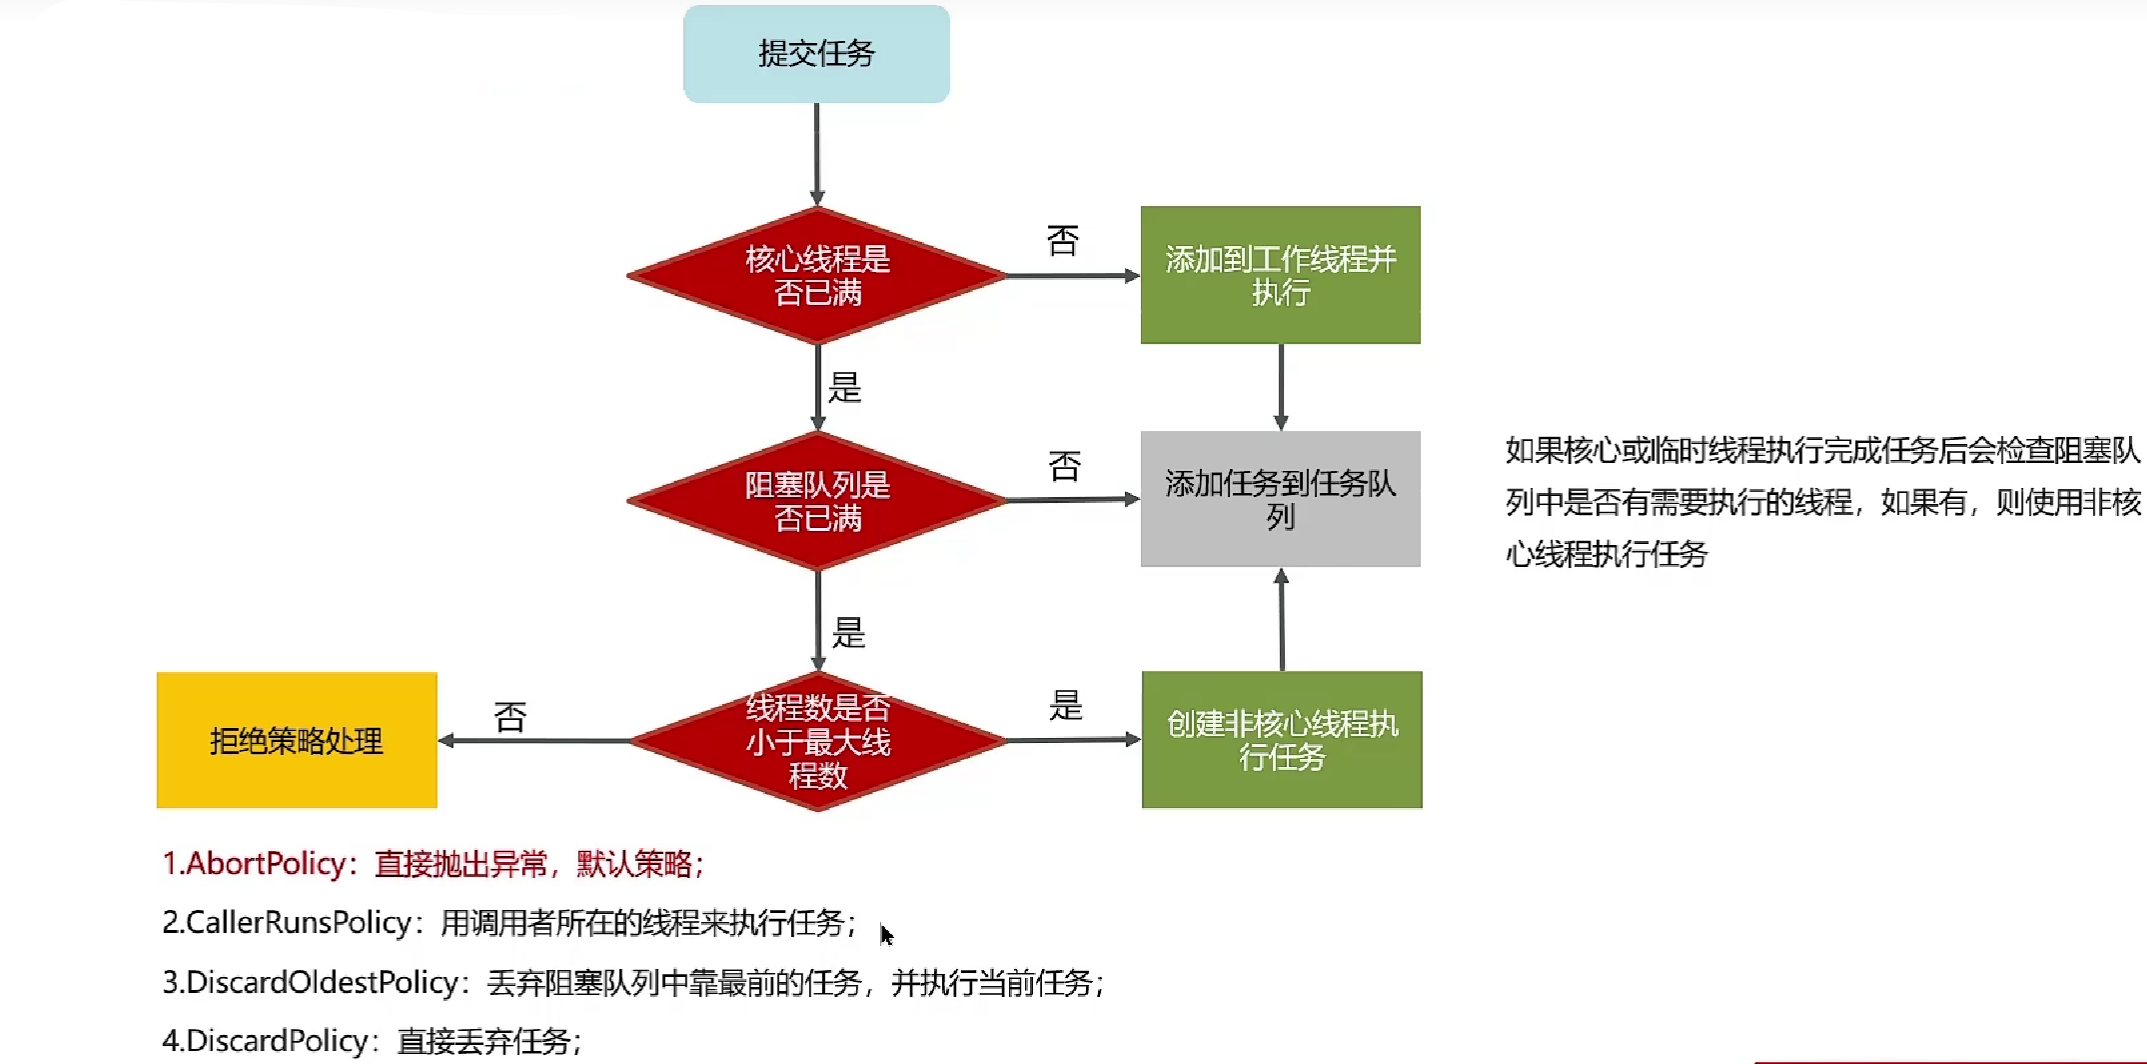 提交任务
核心线程是
否已满
否
添加到工作线程并
执行
是
阻塞队列是
否已满
否
添加任务到任务队
列
如果核心或临时线程执行完成任务后会检查阻塞队
列中是否有需要执行的线程，如果有，则使用非核
心线程执行任务
是
拒绝策略处理
否
线程数是否
小于最大线
程数
是
创建非核心线程执
行任务
1.AbortPolicy：直接抛出异常，默认策略；
2.CallerRunsPolicy：用调用者所在的线程来执行任务；
3.DiscardOldestPolicy：丢弃阻塞队列中靠最前的任务，并执行当前任务；
4.DiscardPolicy：直接丢弃任务；